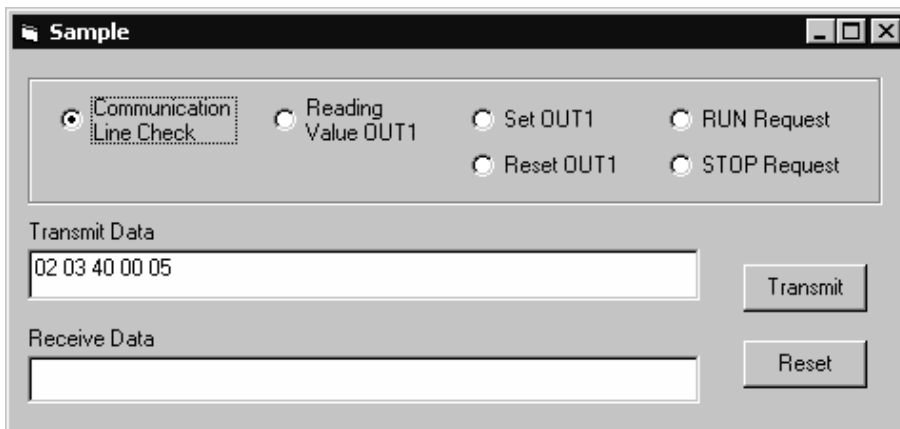 Sample
Communication
Line Check
Reading
Value OUT1
Set OUT1
Reset OUT1
RUN Request
STOP Request
Transmit Data
02 03 40 00 05
Transmit
Receive Data
Reset